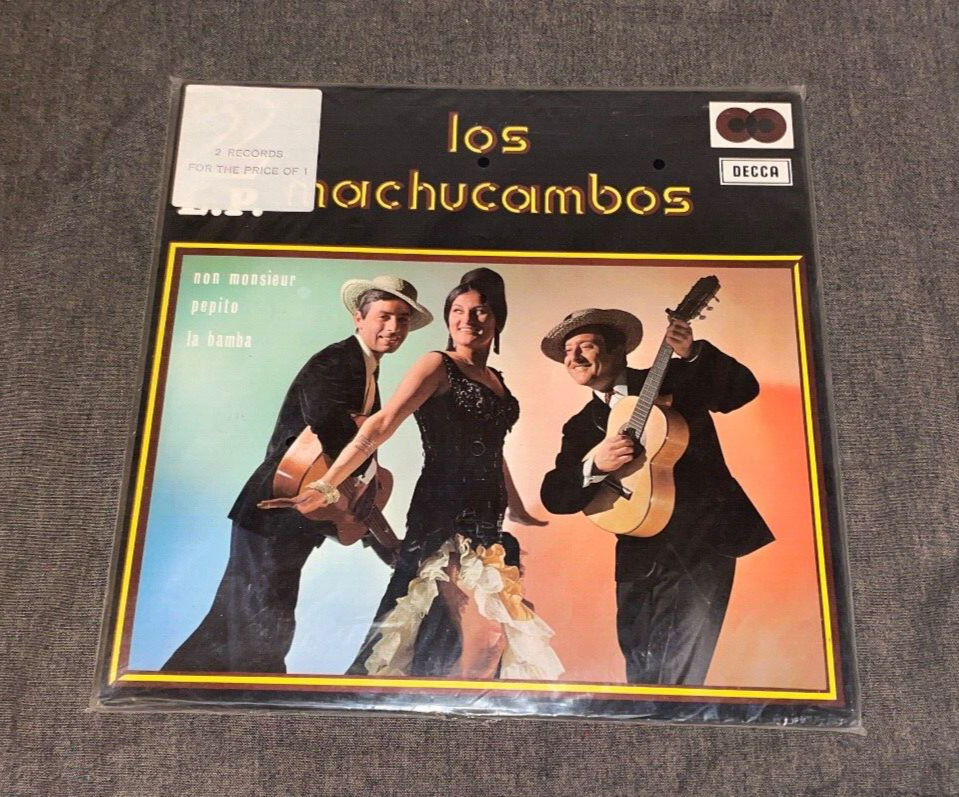 los
2 RECORDS
FOR THE PRICE OF 1
DECCA
L.P.
machucambos
non monsieur
pepito
la bamba